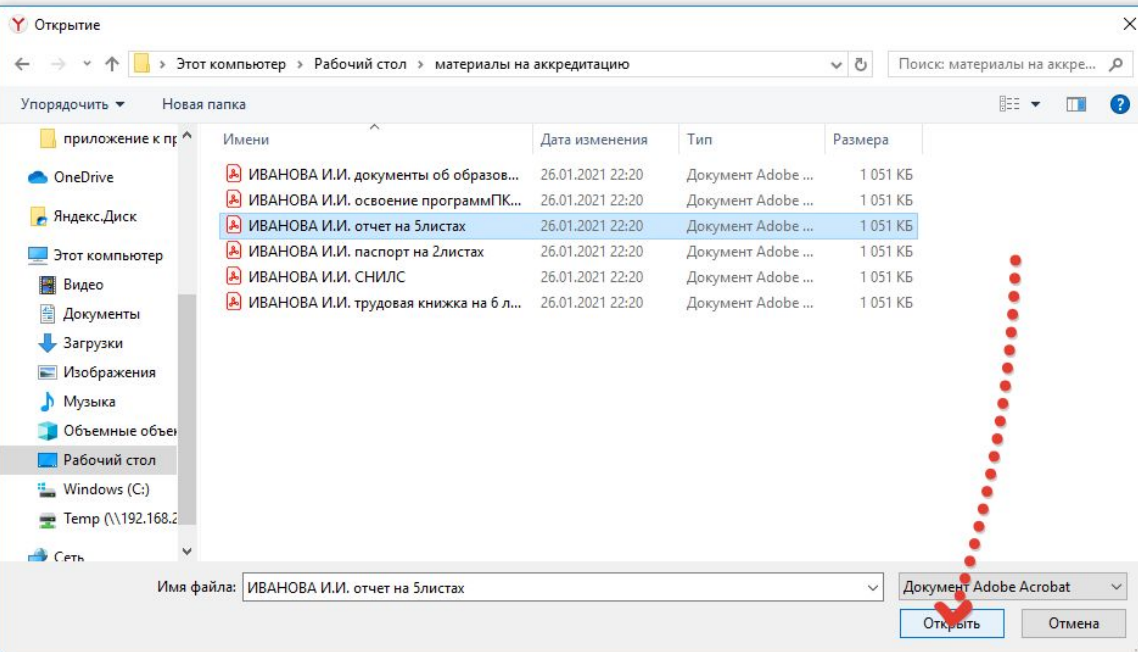 Открытие
Этот компьютер › Рабочий стол › материалы на аккредитацию
Поиск: материалы на аккре...
Упорядочить
Новая папка
приложение к пр
OneDrive
Яндекс.Диск
Этот компьютер
Видео
Документы
Загрузки
Изображения
Музыка
Объемные объек
Рабочий стол
Windows (C:)
Temp (\\192.168.2
Сеть
Имени Дата изменения Тип Размера
ИВАНОВА И.И. документы об образов... 26.01.2021 22:20 Документ Adobe ... 1 051 КБ
ИВАНОВА И.И. освоение программПК... 26.01.2021 22:20 Документ Adobe ... 1 051 КБ
ИВАНОВА И.И. отчет на 5листах 26.01.2021 22:20 Документ Adobe ... 1 051 КБ
ИВАНОВА И.И. паспорт на 2листах 26.01.2021 22:20 Документ Adobe ... 1 051 КБ
ИВАНОВА И.И. СНИЛС 26.01.2021 22:20 Документ Adobe ... 1 051 КБ
ИВАНОВА И.И. трудовая книжка на 6 л... 26.01.2021 22:20 Документ Adobe ... 1 051 КБ
Имя файла: ИВАНОВА И.И. отчет на 5листах
Документ Adobe Acrobat
Открыть
Отмена